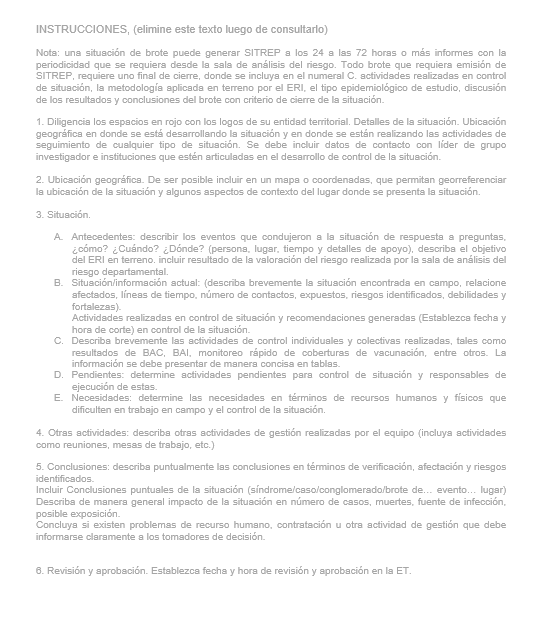 INSTRUCCIONES, (elimine este texto luego de consultarlo)
Nota: una situación de brote puede generar SITREP a los 24 a las 72 horas o más informes con la
periodicidad que se requiera desde la sala de análisis del riesgo. Todo brote que requiera emisión de
SITREP, requiere uno final de cierre, donde se incluya en el numeral C. actividades realizadas en control
de situación, la metodología aplicada en terreno por el ERI, el tipo epidemiológico de estudio, discusión
de los resultados y conclusiones del brote con criterio de cierre de la situación.
1. Diligencia los espacios en rojo con los logos de su entidad territorial. Detalles de la situación. Ubicación
geográfica en donde se está desarrollando la situación y en donde se están realizando las actividades de
seguimiento de cualquier tipo de situación. Se debe incluir datos de contacto con líder de grupo
investigador e instituciones que estén articuladas en el desarrollo de control de la situación.
2. Ubicación geográfica. De ser posible incluir en un mapa o coordenadas, que permitan georreferenciar
la ubicación de la situación y algunos aspectos de contexto del lugar donde se presenta la situación.
3. Situación.
A. Antecedentes: describir los eventos que condujeron a la situación de respuesta a preguntas,
¿cómo? ¿Cuándo? ¿Dónde? (persona, lugar, tiempo y detalles de apoyo), describa el objetivo
del ERI en terreno. incluir resultado de la valoración del riesgo realizada por la sala de análisis del
riesgo departamental.
B. Situación/información actual: (describa brevemente la situación encontrada en campo, relacione
afectados, líneas de tiempo, número de contactos, expuestos, riesgos identificados, debilidades y
fortalezas).
Actividades realizadas en control de situación y recomendaciones generadas (Establezca fecha y
hora de corte) en control de la situación.
C. Describa brevemente las actividades de control individuales y colectivas realizadas, tales como
resultados de BAC, BAI, monitoreo rápido de coberturas de vacunación, entre otros. La
información se debe presentar de manera concisa en tablas.
D. Pendientes: determine actividades pendientes para control de situación y responsables de
ejecución de estas.
E. Necesidades: determine las necesidades en términos de recursos humanos y físicos que
dificulten en trabajo en campo y el control de la situación.
4. Otras actividades: describa otras actividades de gestión realizadas por el equipo (incluya actividades
como reuniones, mesas de trabajo, etc.)
5. Conclusiones: describa puntualmente las conclusiones en términos de verificación, afectación y riesgos
identificados.
Incluir Conclusiones puntuales de la situación (síndrome/caso/conglomerado/brote de… evento… lugar)
Describa de manera general impacto de la situación en número de casos, muertes, fuente de infección,
posible exposición.
Concluya si existen problemas de recurso humano, contratación u otra actividad de gestión que debe
informarse claramente a los tomadores de decisión.
6. Revisión y aprobación. Establezca fecha y hora de revisión y aprobación en la ET.